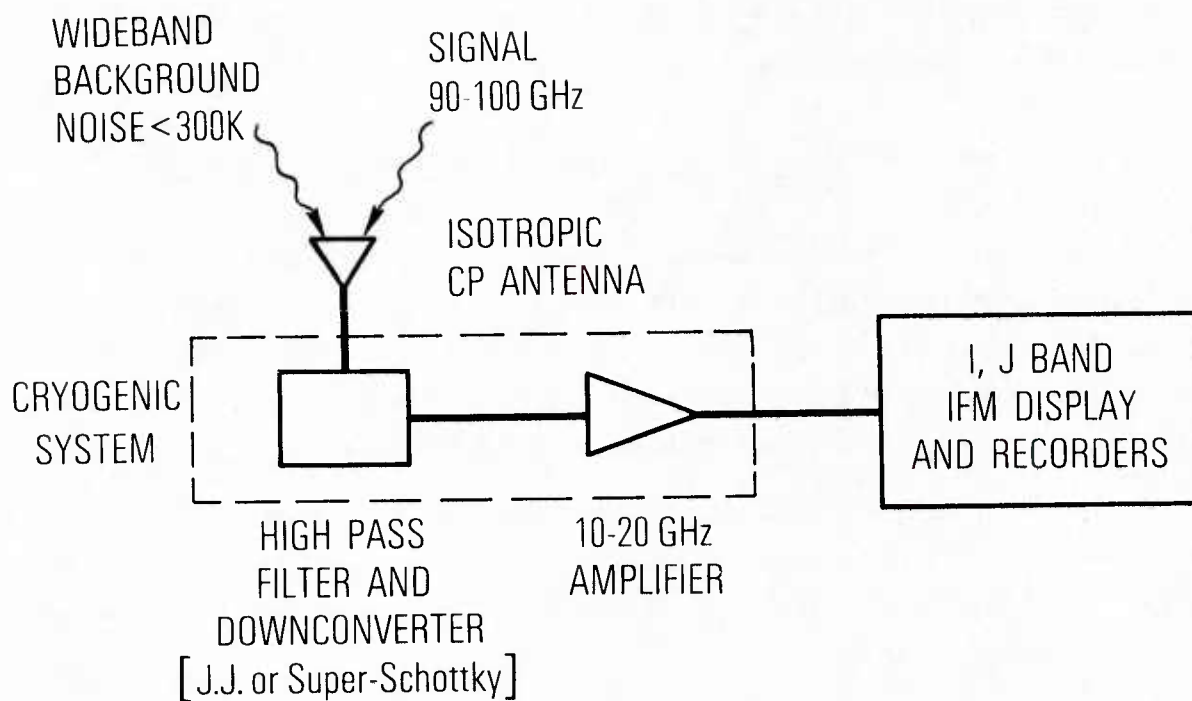 WIDEBAND
BACKGROUND
NOISE<300K
SIGNAL
90-100 GHz
ISOTROPIC
CP ANTENNA
CRYOGENIC
SYSTEM
I, J BAND
IFM DISPLAY
AND RECORDERS
HIGH PASS
FILTER AND
DOWNCONVERTER
[J.J. or Super-Schottky]
10-20 GHz
AMPLIFIER